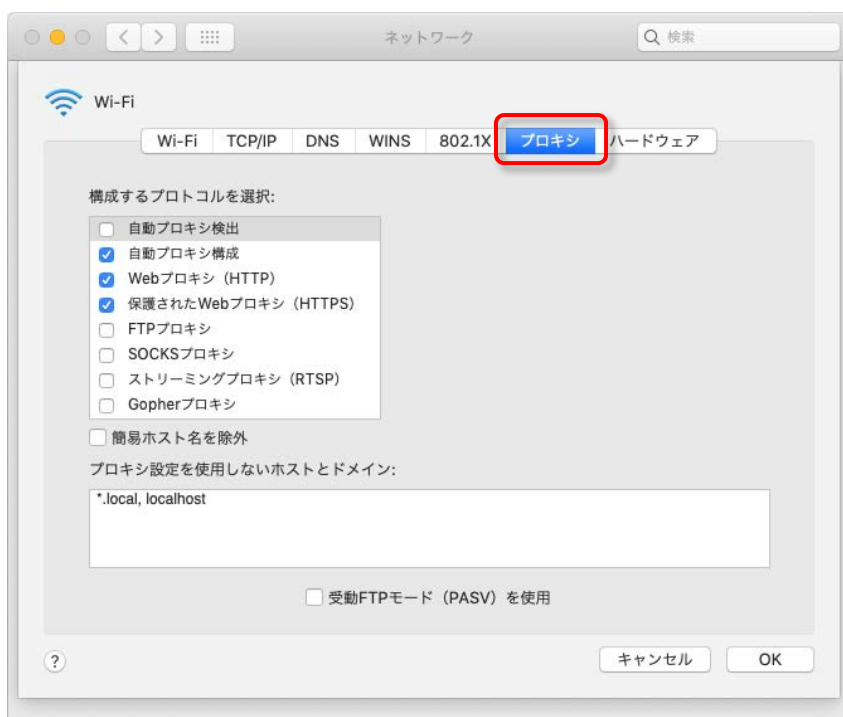 ネットワーク
検索
Wi-Fi
Wi-Fi TCP/IP DNS WINS 802.1X プロキシ ハードウェア
構成するプロトコルを選択:
自動プロキシ検出
自動プロキシ構成
Webプロキシ（HTTP）
保護されたWebプロキシ（HTTPS）
FTPプロキシ
SOCKSプロキシ
ストリーミングプロキシ（RTSP）
Gopherプロキシ
簡易ホスト名を除外
プロキシ設定を使用しないホストとドメイン:
*.local, localhost
受動FTPモード（PASV）を使用
? キャンセル OK